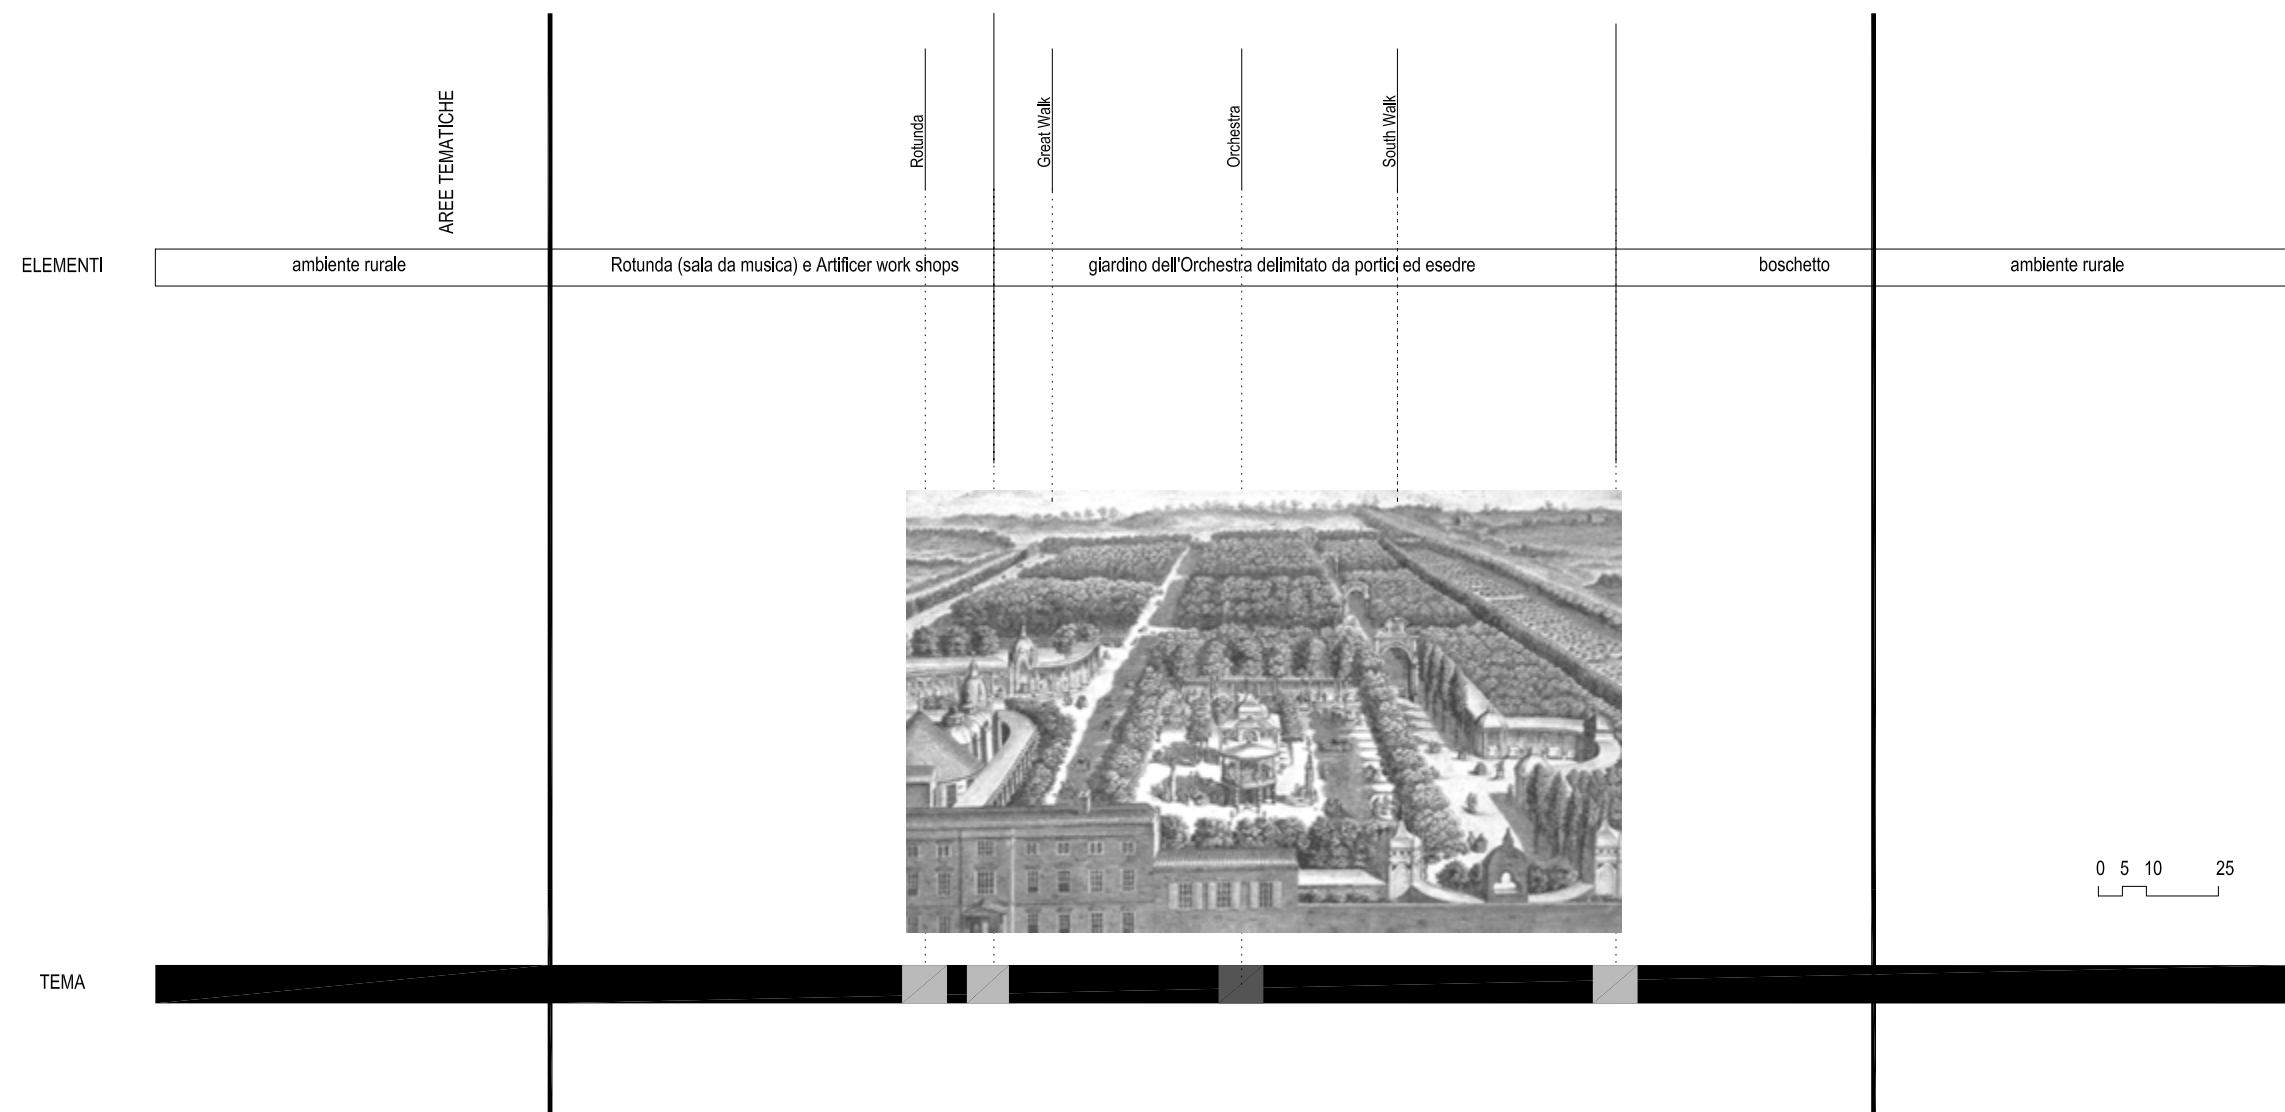 AREE TEMATICHE
Rotunda
Great Walk
Orchestra
South Walk
ELEMENTI
ambiente rurale
Rotunda (sala da musica) e Artificer work shops
giardino dell'Orchestra delimitato da portici ed esedre
boschetto
ambiente rurale
0 5 10 25
TEMA